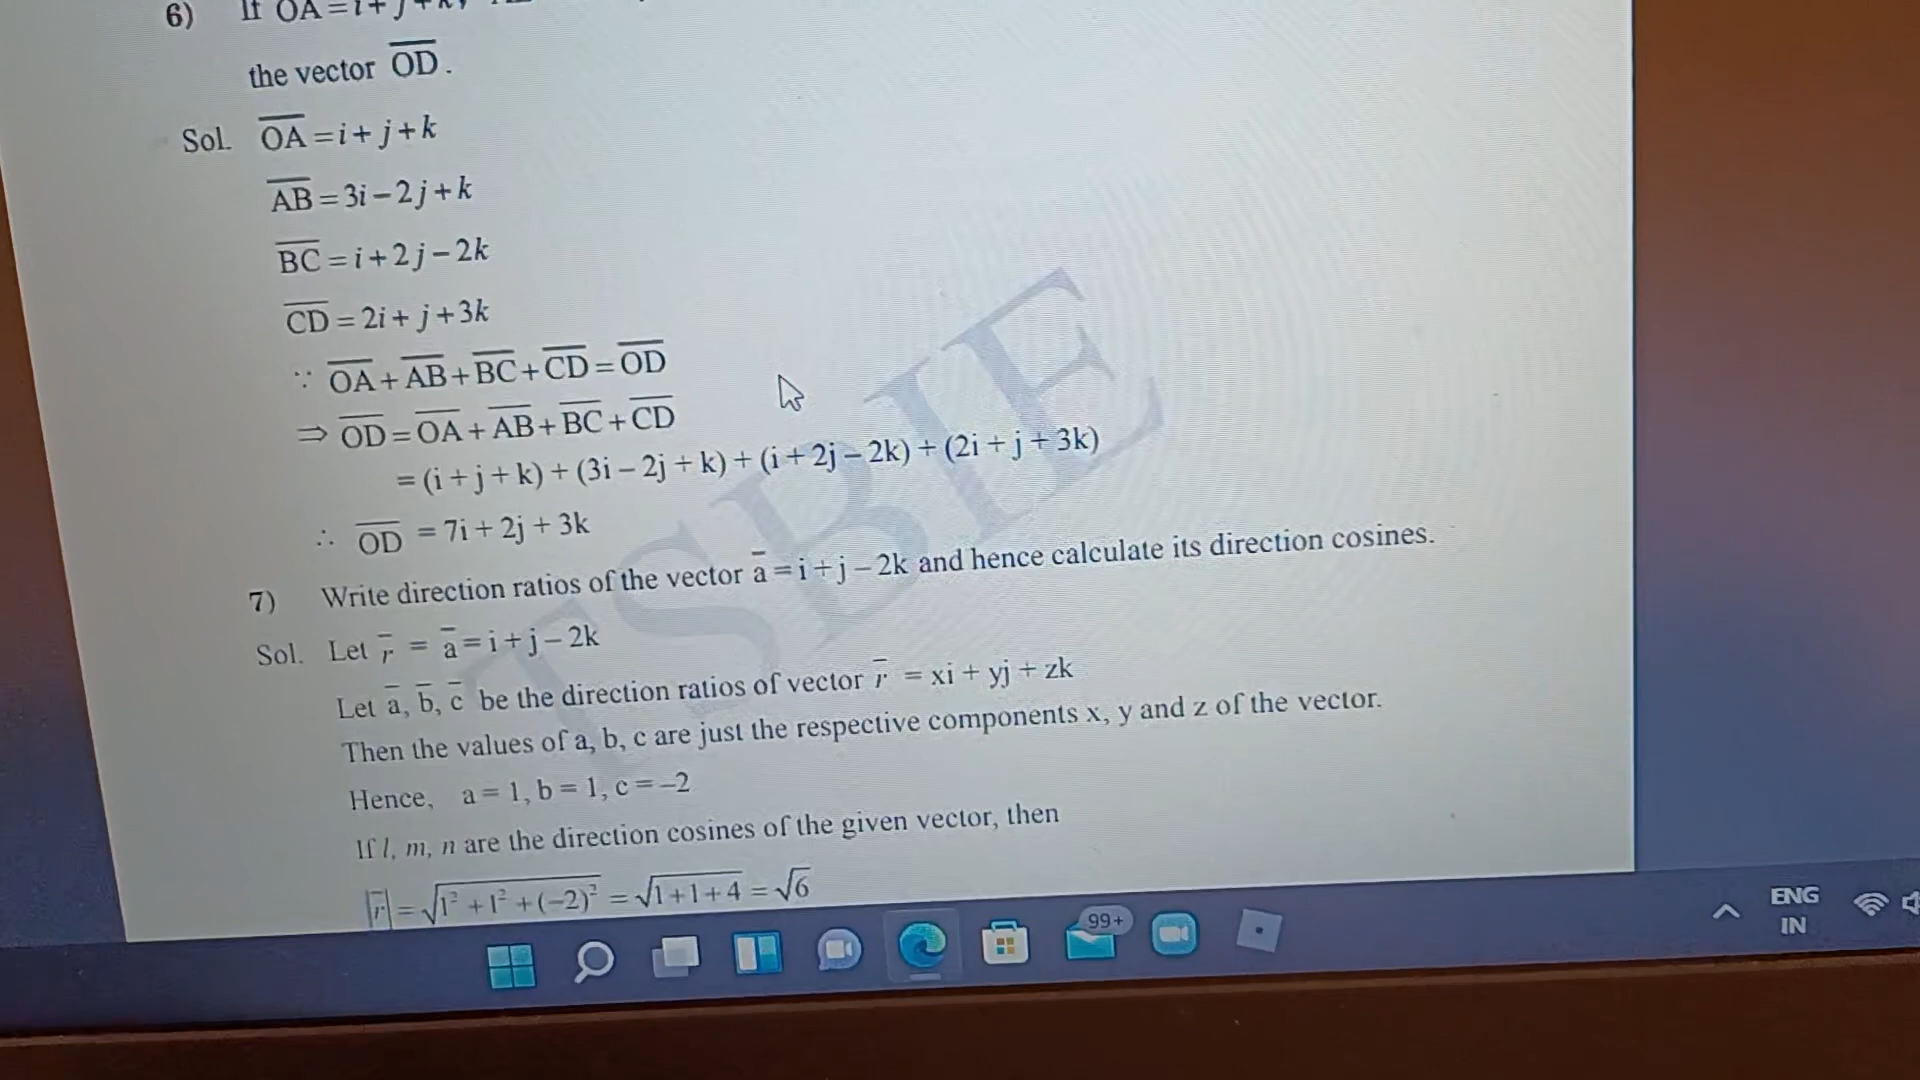 6) If OA = i + j + k,
the vector OD.
Sol. OA = i + j + k
AB = 3i − 2j + k
BC = i + 2j − 2k
CD = 2i + j + 3k
∵ OA + AB + BC + CD = OD
⇒ OD = OA + AB + BC + CD
= (i + j + k) + (3i − 2j + k) + (i + 2j − 2k) + (2i + j + 3k)
∴ OD = 7i + 2j + 3k
7) Write direction ratios of the vector a̅ = i + j − 2k and hence calculate its direction cosines.
Sol. Let r̅ = a̅ = i + j − 2k
Let a̅, b̅, c̅ be the direction ratios of vector r̅ = xi + yj + zk
Then the values of a, b, c are just the respective components x, y and z of the vector.
Hence, a = 1, b = 1, c = −2
If l, m, n are the direction cosines of the given vector, then
|r̅| = √(1² + 1² + (−2)²) = √(1 + 1 + 4) = √6
TSBIE
99+
ENG
IN